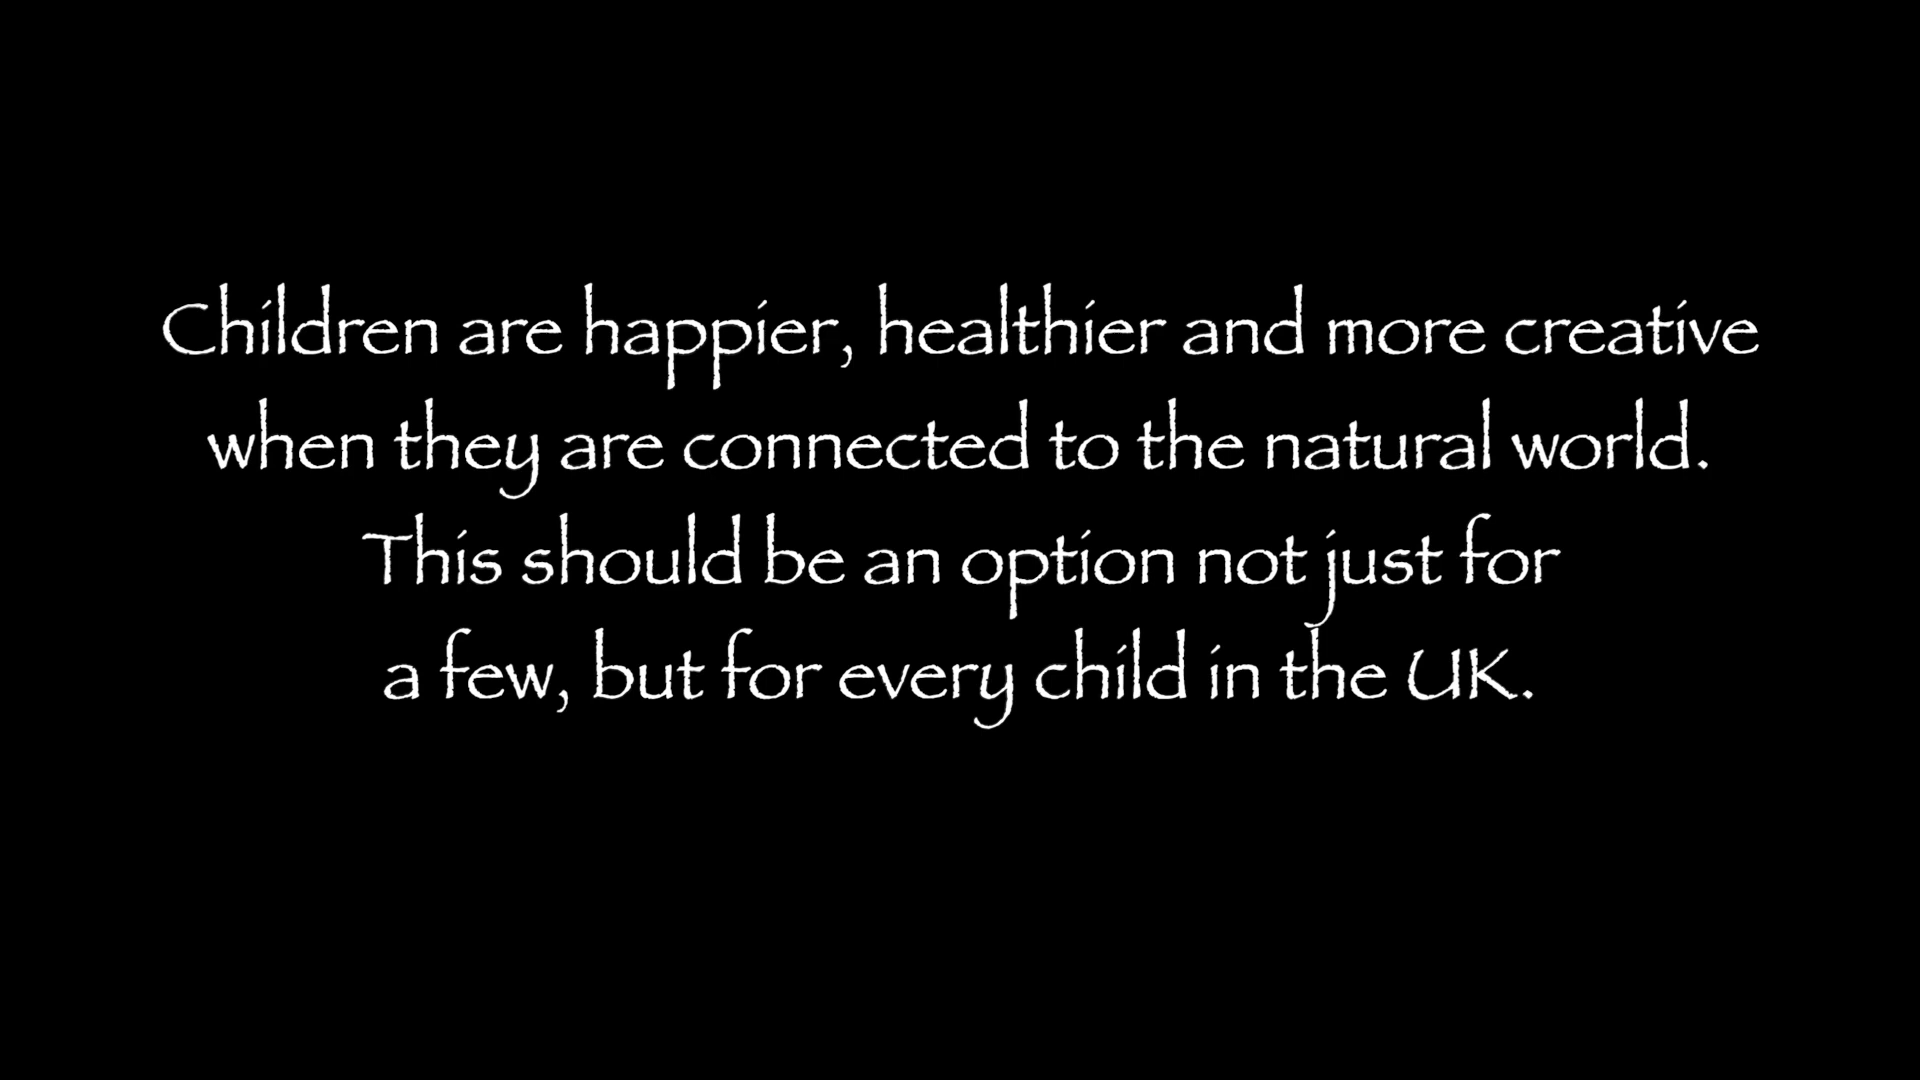 Children are happier, healthier and more creative
when they are connected to the natural world.
This should be an option not just for
a few, but for every child in the UK.